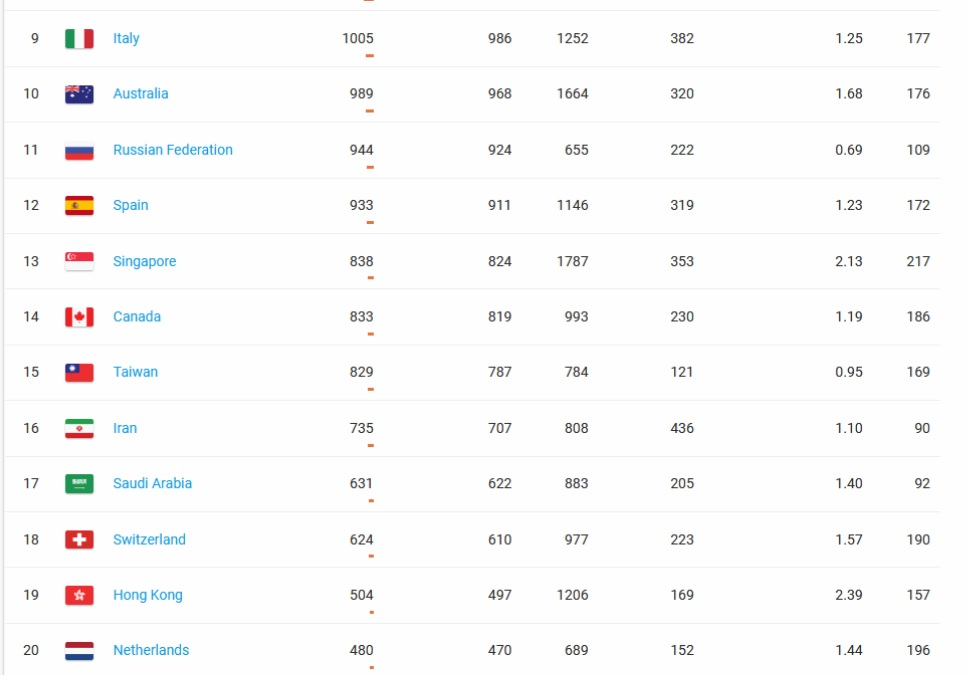 9 Italy 1005 986 1252 382 1.25 177
10 Australia 989 968 1664 320 1.68 176
11 Russian Federation 944 924 655 222 0.69 109
12 Spain 933 911 1146 319 1.23 172
13 Singapore 838 824 1787 353 2.13 217
14 Canada 833 819 993 230 1.19 186
15 Taiwan 829 787 784 121 0.95 169
16 Iran 735 707 808 436 1.10 90
17 Saudi Arabia 631 622 883 205 1.40 92
18 Switzerland 624 610 977 223 1.57 190
19 Hong Kong 504 497 1206 169 2.39 157
20 Netherlands 480 470 689 152 1.44 196